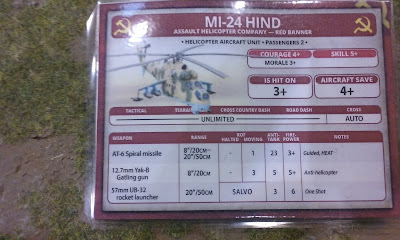 MI-24 HIND
ASSAULT HELICOPTER COMPANY — RED BANNER
• HELICOPTER AIRCRAFT UNIT • PASSENGERS 2 •
COURAGE 4+
SKILL 5+
MORALE 3+
IS HIT ON
3+
AIRCRAFT SAVE
4+
TACTICAL TERRAIN DASH CROSS COUNTRY DASH ROAD DASH CROSS
UNLIMITED AUTO
WEAPON RANGE ROF HALTED MOVING ANTI-TANK FIRE-POWER NOTES
AT-6 Spiral missile 8"/20CM - 20"/50CM - 1 23 3+ Guided, HEAT
12.7mm Yak-B Gatling gun 8"/20CM - 3 5 5+ Anti-helicopter
57mm UB-32 rocket launcher 20"/50CM SALVO 3 6 One Shot